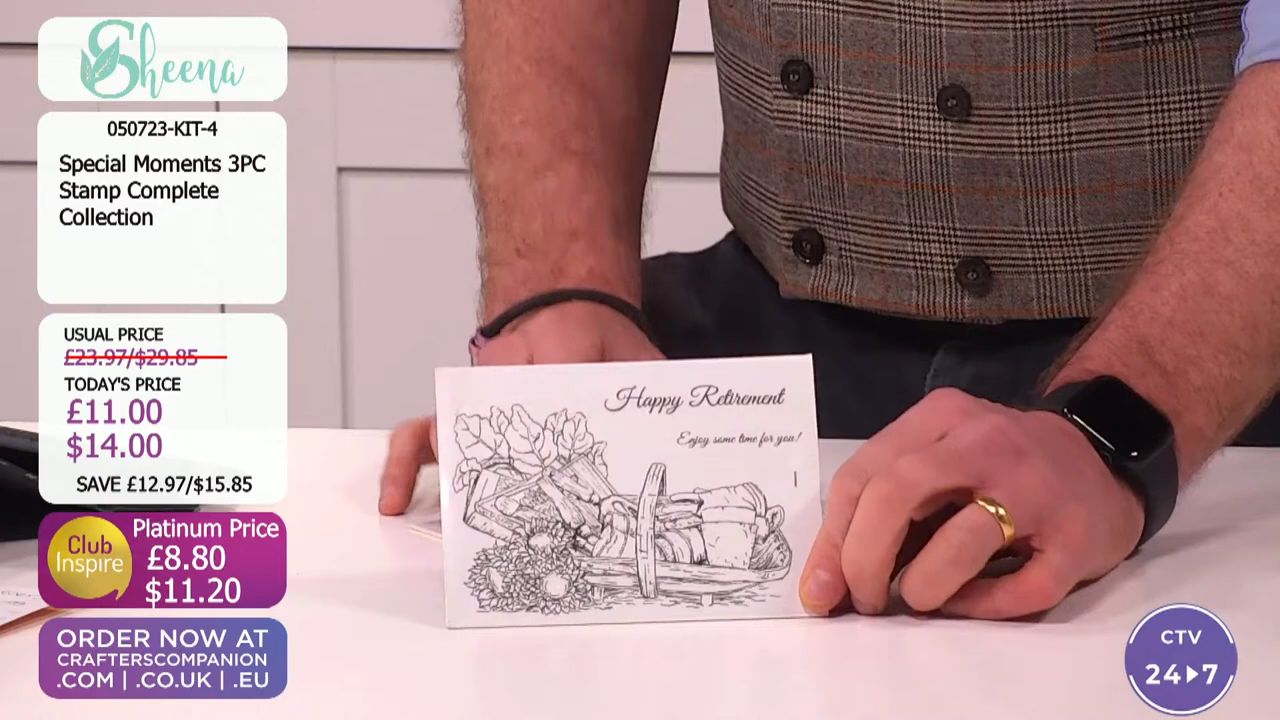 Sheena
050723-KIT-4
Special Moments 3PC
Stamp Complete
Collection
USUAL PRICE
£23.97/$29.85
TODAY'S PRICE
£11.00
$14.00
SAVE £12.97/$15.85
Club
Inspire
Platinum Price
£8.80
$11.20
ORDER NOW AT
CRAFTERSCOMPANION
.COM | .CO.UK | .EU
Happy Retirement
Enjoy some time for you!
CTV
24▶7